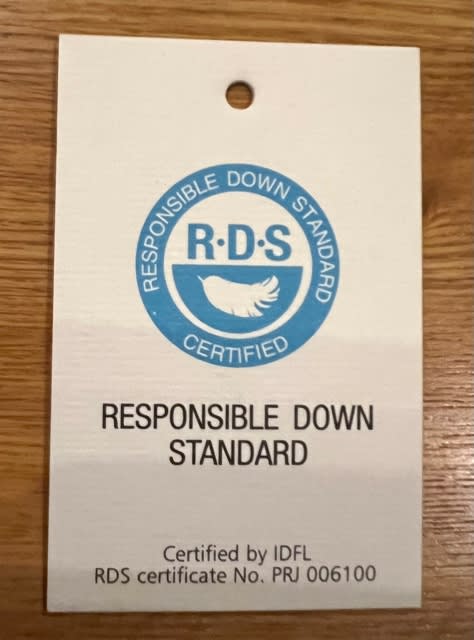 RESPONSIBLE DOWN STANDARD
R·D·S
CERTIFIED
RESPONSIBLE DOWN
STANDARD
Certified by IDFL
RDS certificate No. PRJ 006100